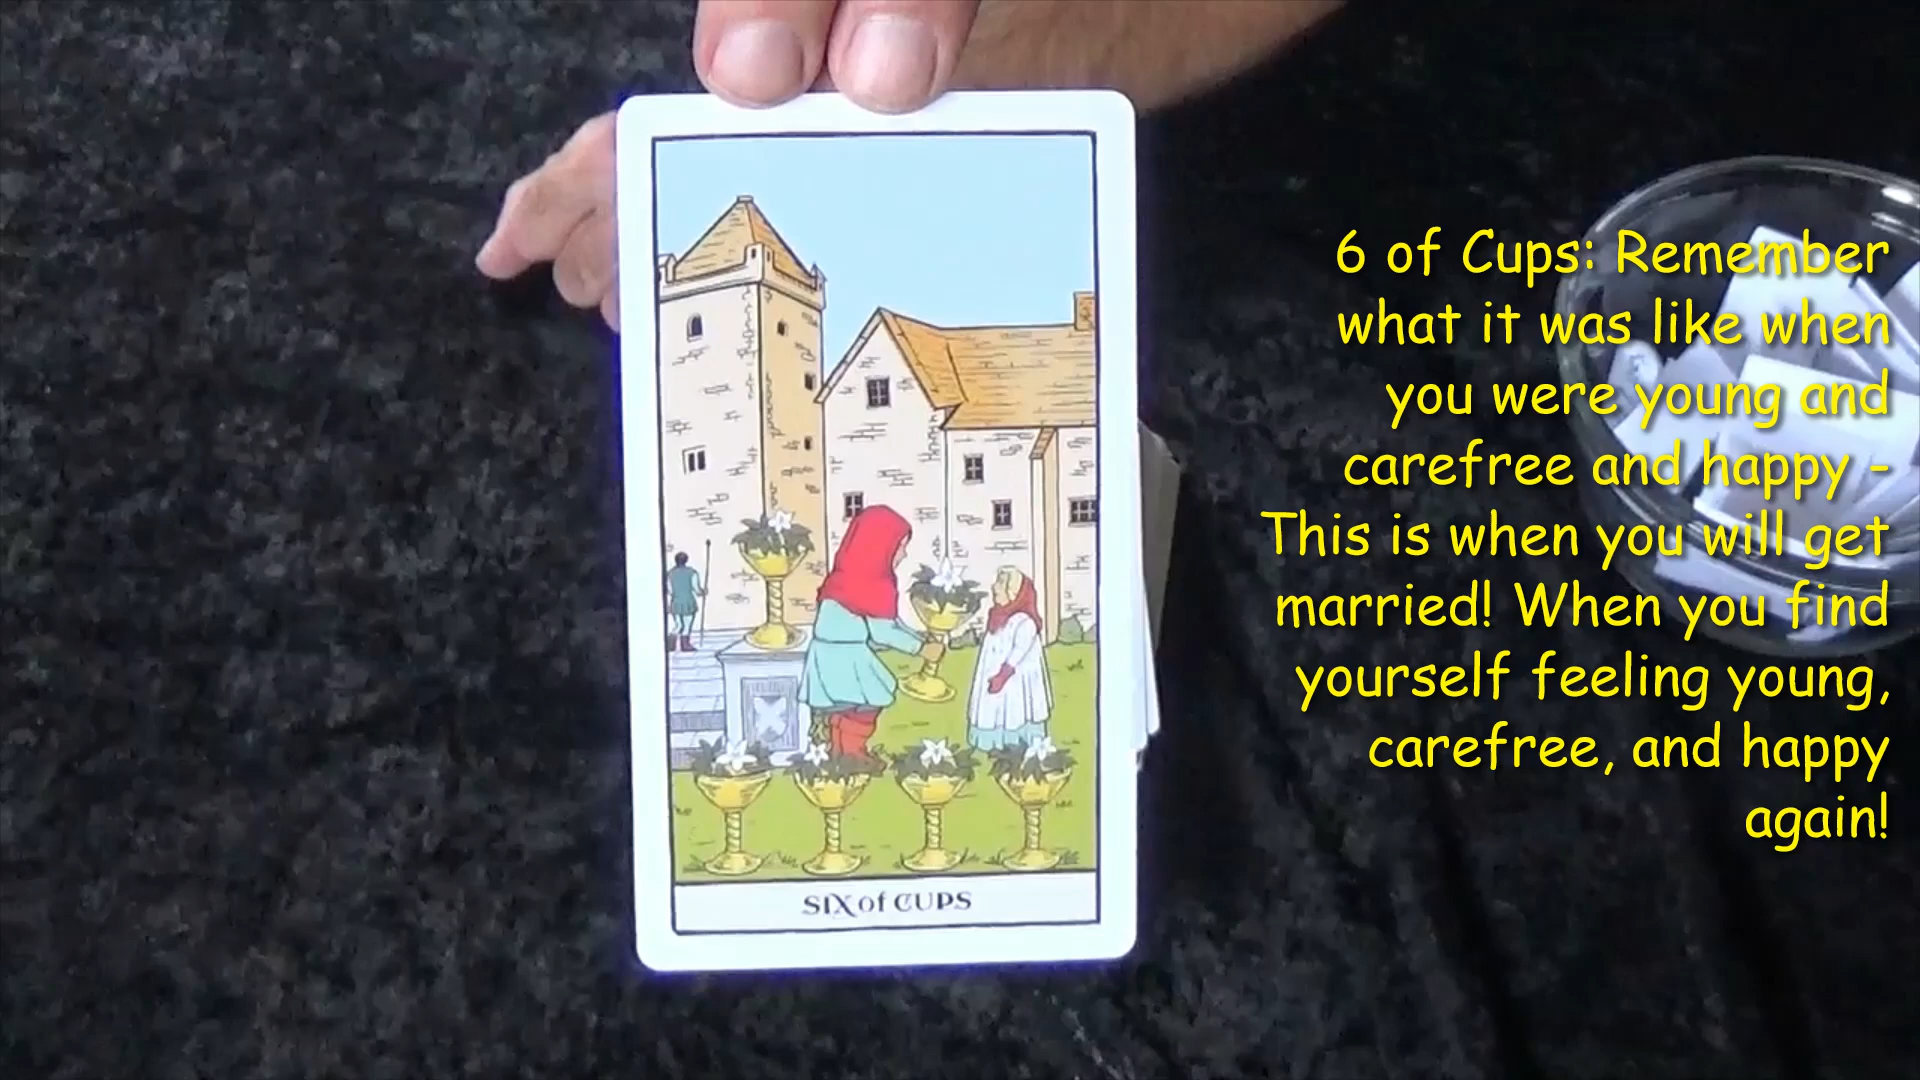 6 of Cups: Remember
what it was like when
you were young and
carefree and happy -
This is when you will get
married! When you find
yourself feeling young,
carefree, and happy
again!
SIX of CUPS